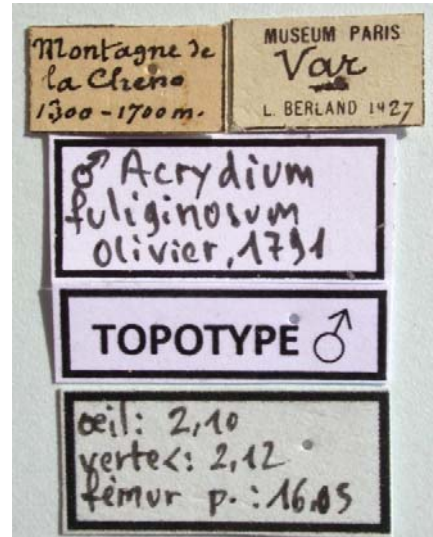 Montagne de
la Chens
1300-1700 m.
MUSEUM PARIS
Var
L. BERLAND 1927
♂ Acrydium
fuliginosum
Olivier, 1791
TOPOTYPE ♂
œil: 2,10
vertex: 2,12
fémur p.: 16,05